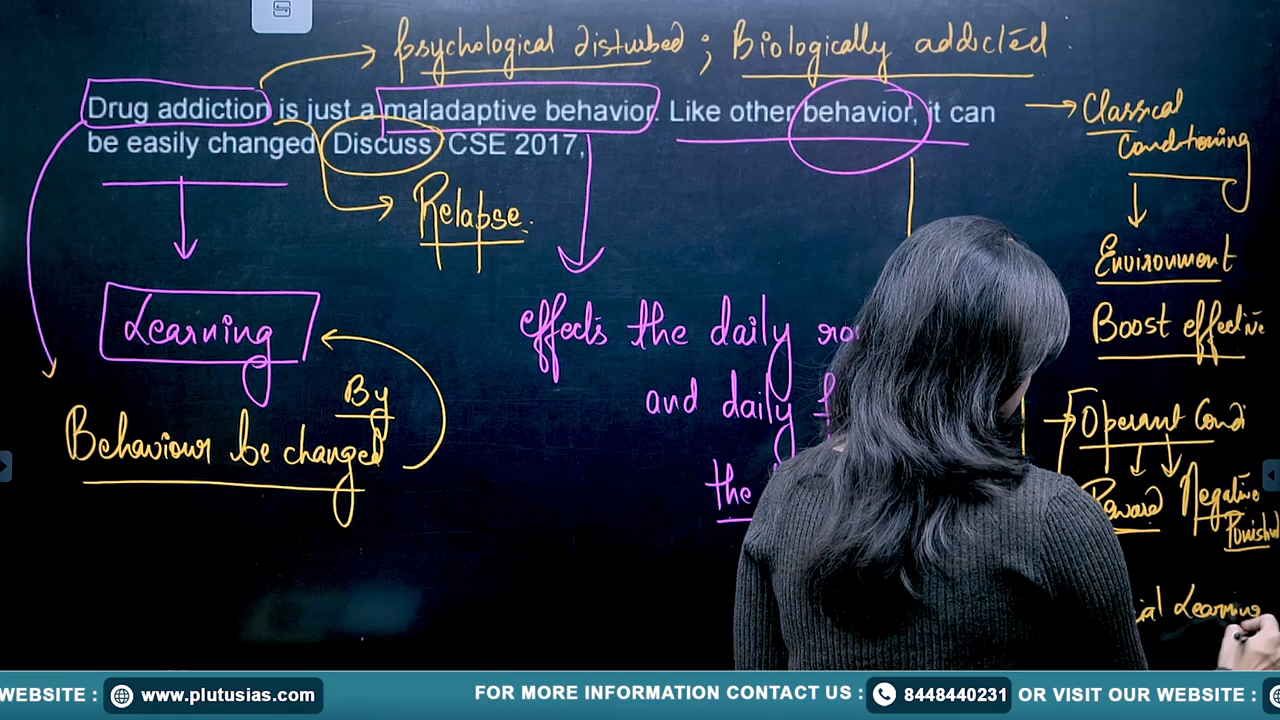 Psychological disturbed ; Biologically addicted
Drug addiction is just a maladaptive behavior. Like other behavior, it can
be easily changed Discuss CSE 2017,
Relapse
Classical
Conditioning
Environment
Boost effective
Learning
effects the daily
and daily
the
By
Behaviour be changed
Operant Condi
Reward Negative
Learning
WEBSITE : www.plutusias.com
FOR MORE INFORMATION CONTACT US : 8448440231 OR VISIT OUR WEBSITE :